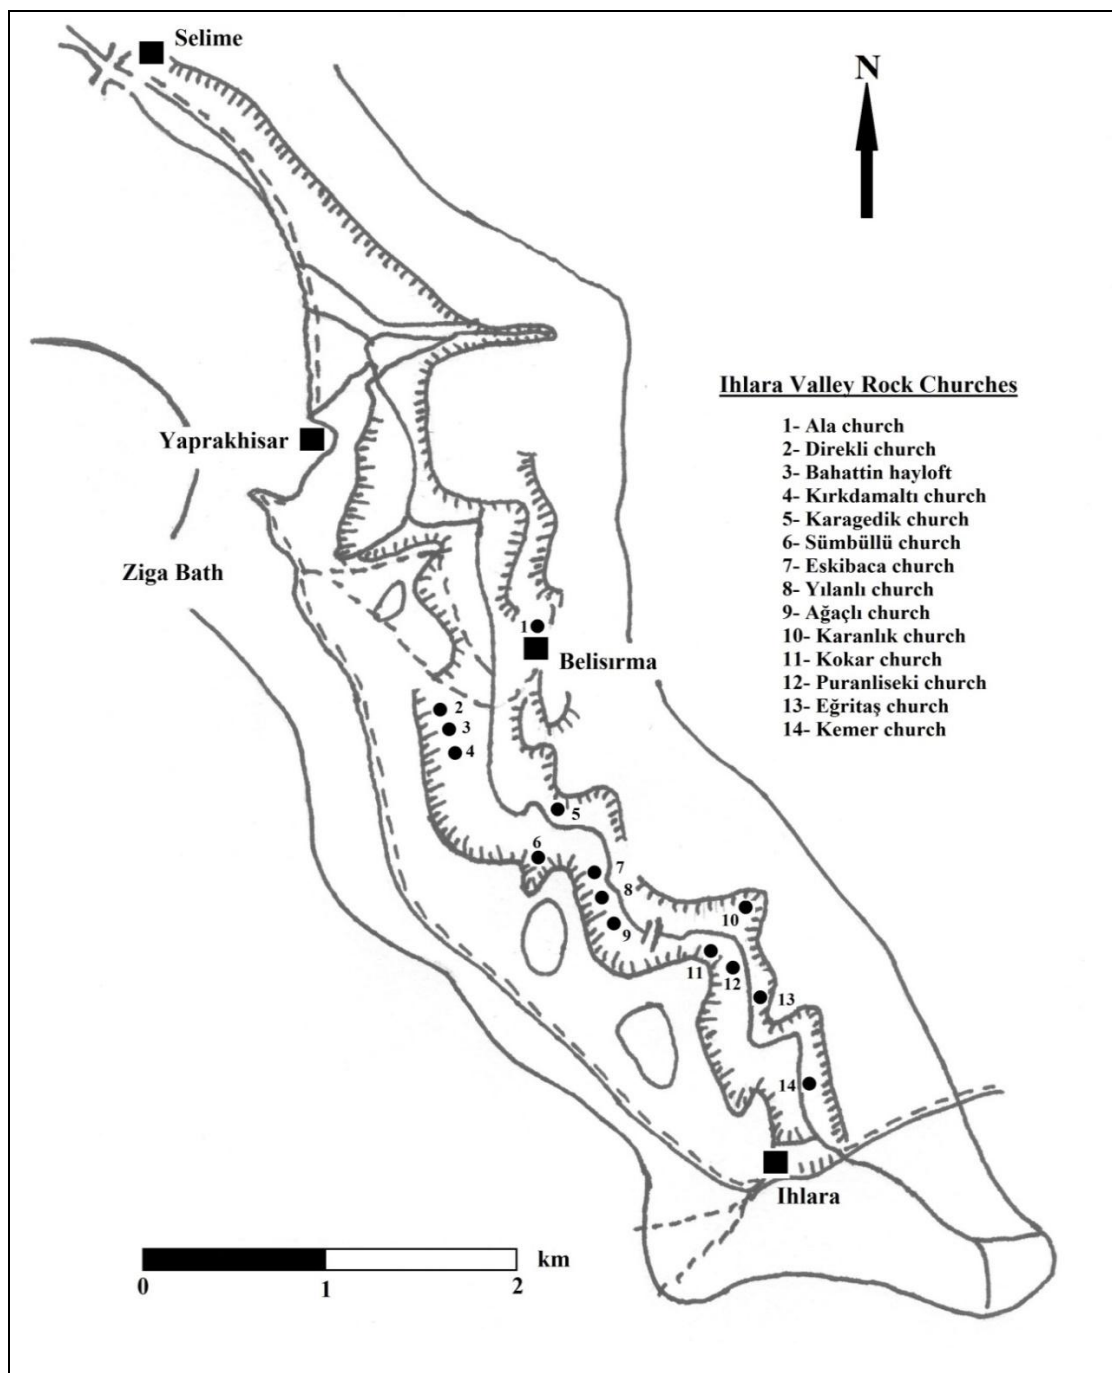 Selime
N
Ihlara Valley Rock Churches
1- Ala church
2- Direkli church
3- Bahattin hayloft
4- Kırkdamaltı church
5- Karagedik church
6- Sümbüllü church
7- Eskibaca church
8- Yılanlı church
9- Ağaçlı church
10- Karanlık church
11- Kokar church
12- Puranliseki church
13- Eğritaş church
14- Kemer church
Yaprakhisar
Ziga Bath
1
Belisırma
2
3
4
5
6
7
8
9
10
11
12
13
14
Ihlara
km
0 1 2